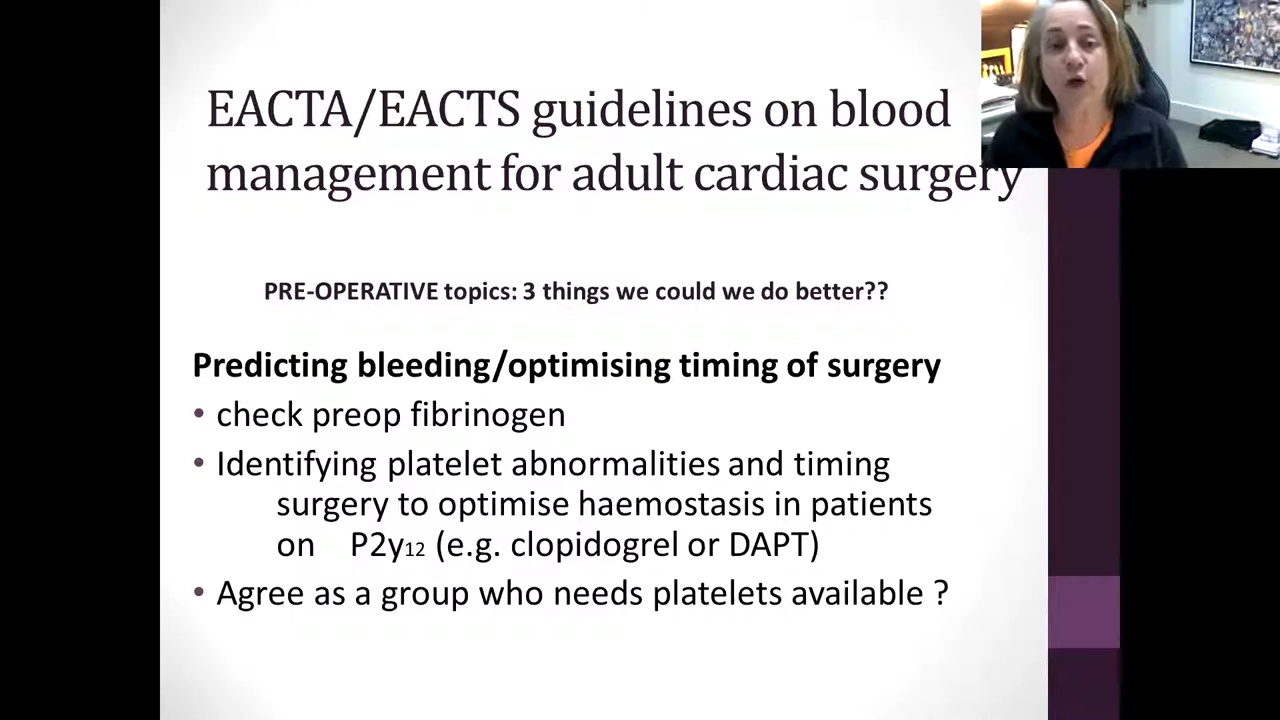 EACTA/EACTS guidelines on blood
management for adult cardiac surgery
PRE-OPERATIVE topics: 3 things we could we do better??
Predicting bleeding/optimising timing of surgery
• check preop fibrinogen
• Identifying platelet abnormalities and timing
surgery to optimise haemostasis in patients
on P2y₁₂ (e.g. clopidogrel or DAPT)
• Agree as a group who needs platelets available ?